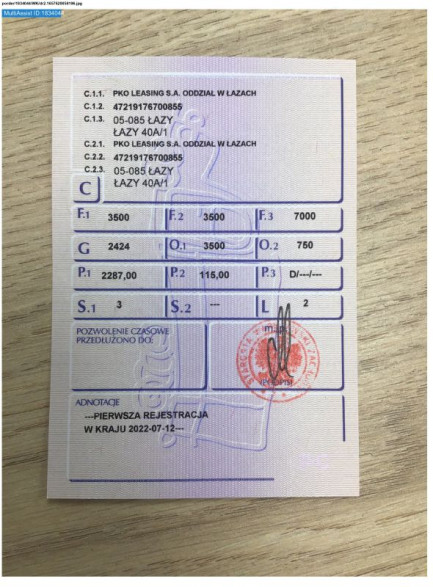 MultiAssist ID:1834046
C.1.1. PKO LEASING S.A. ODDZIAŁ W ŁAZACH
C.1.2. 47219176700855
C.1.3. 05-085 ŁAZY
ŁAZY 40A/1
C.2.1. PKO LEASING S.A. ODDZIAŁ W ŁAZACH
C.2.2. 47219176700855
C.2.3. 05-085 ŁAZY
ŁAZY 40A/1
C
F.1 3500 F.2 3500 F.3 7000
G 2424 O.1 3500 O.2 750
P.1 2287,00 P.2 115,00 P.3 D/---/---
S.1 3 S.2 --- L 2
POZWOLENIE CZASOWE
PRZEDŁUŻONO DO:
m.p.
STAROSTA
ADNOTACJE
---PIERWSZA REJESTRACJA
W KRAJU 2022-07-12---